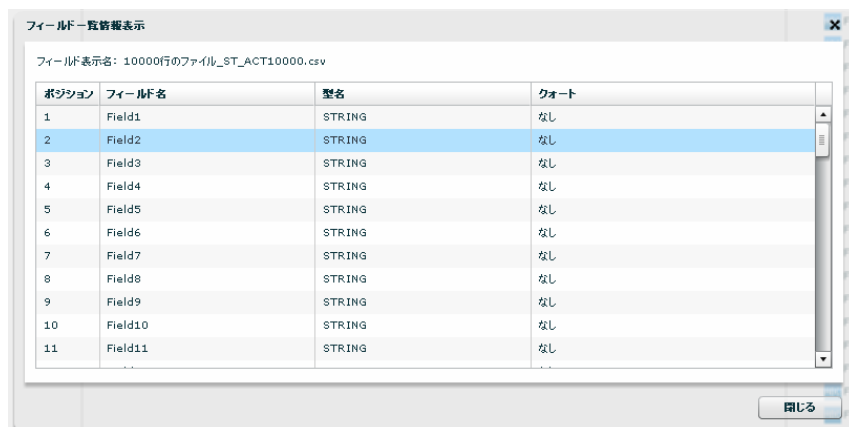 フィールド一覧情報表示
フィールド表示名: 10000行のファイル_ST_ACT10000.csv
ポジション フィールド名 型名 クォート
1 Field1 STRING なし
2 Field2 STRING なし
3 Field3 STRING なし
4 Field4 STRING なし
5 Field5 STRING なし
6 Field6 STRING なし
7 Field7 STRING なし
8 Field8 STRING なし
9 Field9 STRING なし
10 Field10 STRING なし
11 Field11 STRING なし
閉じる